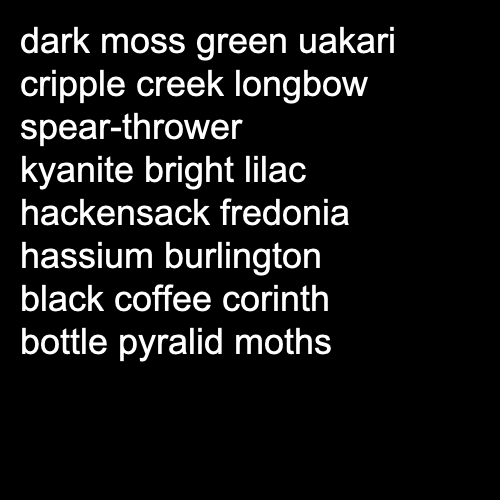 dark moss green uakari
cripple creek longbow
spear-thrower
kyanite bright lilac
hackensack fredonia
hassium burlington
black coffee corinth
bottle pyralid moths